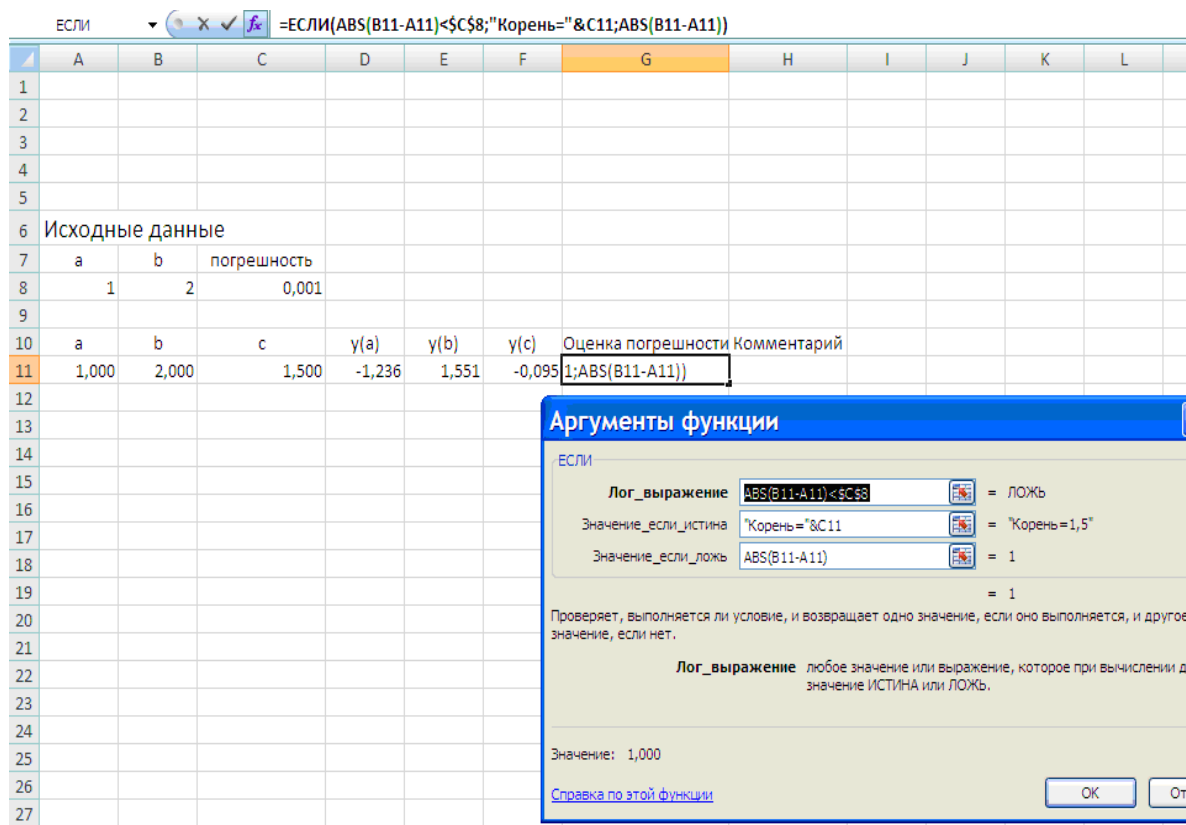 ЕСЛИ =ЕСЛИ(ABS(B11-A11)<$C$8;"Корень="&C11;ABS(B11-A11))
A B C D E F G H I J K L
1
2
3
4
5
6 Исходные данные
7 a b погрешность
8 1 2 0,001
9
10 a b c y(a) y(b) y(c) Оценка погрешности Комментарий
11 1,000 2,000 1,500 -1,236 1,551 -0,095 1;ABS(B11-A11))
12
13 Аргументы функции
14
15 ЕСЛИ
16 Лог_выражение ABS(B11-A11)<$C$8 = ЛОЖЬ
17 Значение_если_истина "Корень="&C11 = "Корень=1,5"
18 Значение_если_ложь ABS(B11-A11) = 1
19 = 1
20 Проверяет, выполняется ли условие, и возвращает одно значение, если оно выполняется, и другое
21 значение, если нет.
22 Лог_выражение любое значение или выражение, которое при вычислении д
23 значение ИСТИНА или ЛОЖЬ.
24
25 Значение: 1,000
26 Справка по этой функции ОК От
27